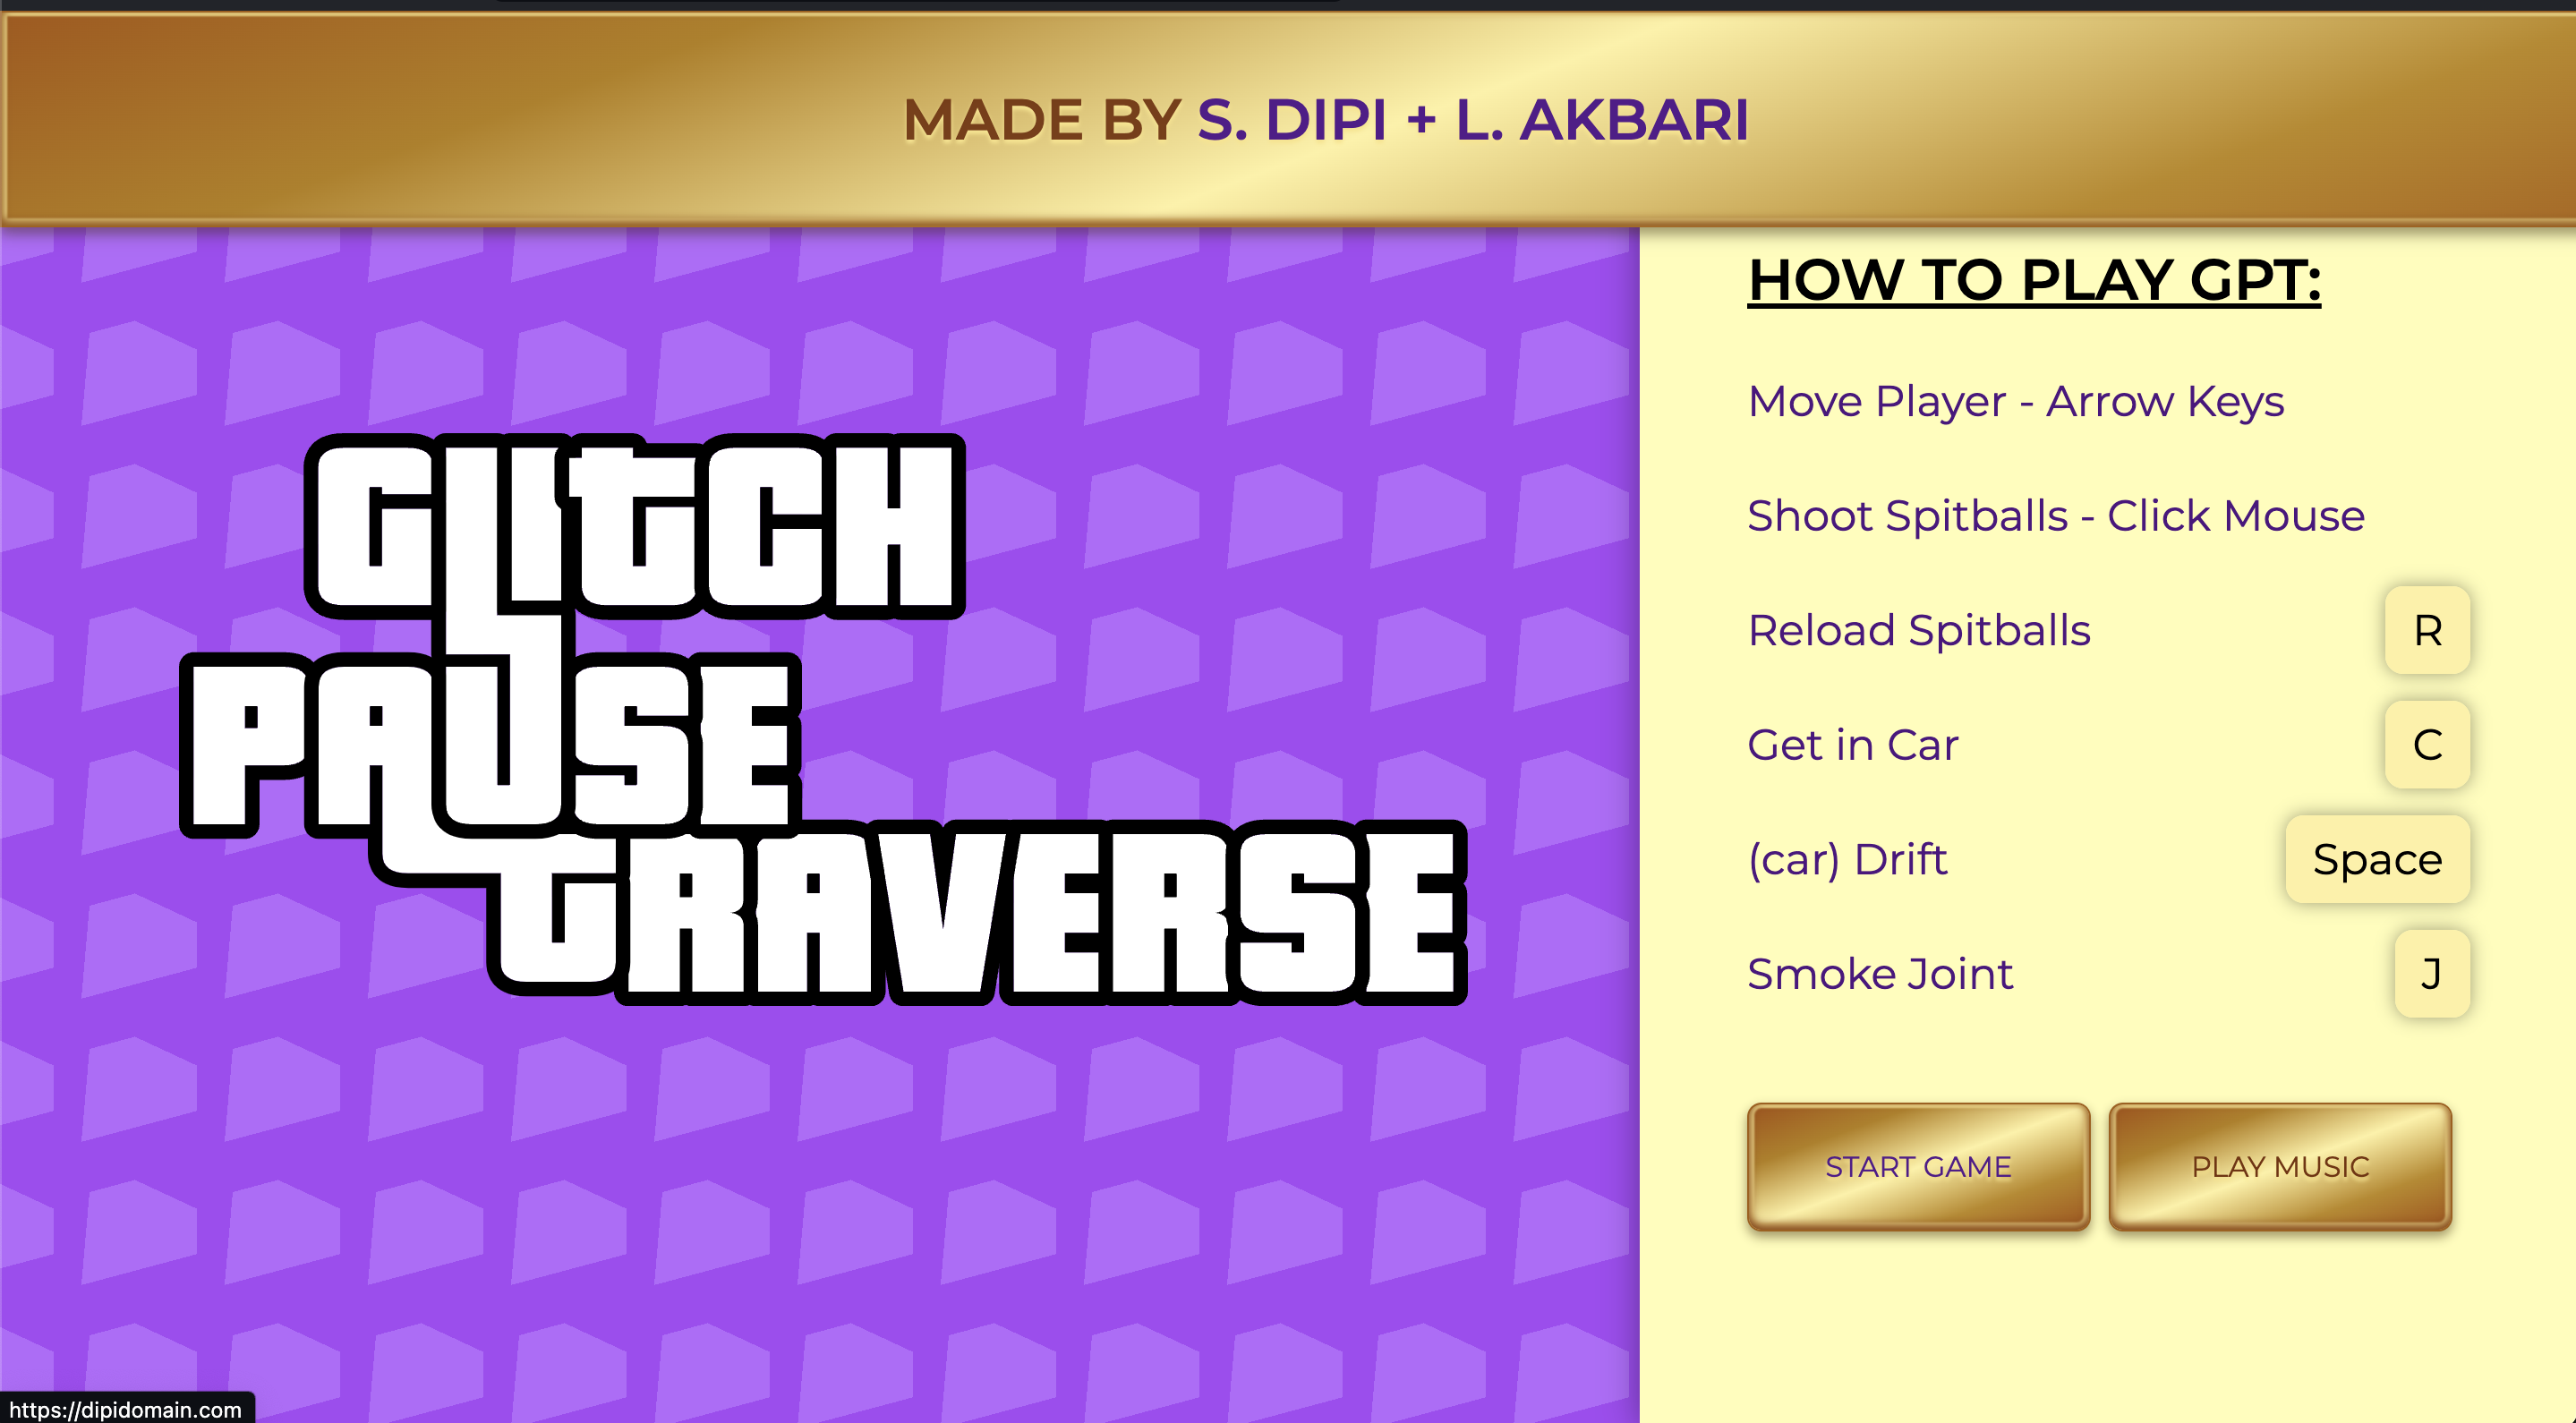 MADE BY S. DIPI + L. AKBARI
GLITCH
PAUSE
TRAVERSE
HOW TO PLAY GPT:
Move Player - Arrow Keys
Shoot Spitballs - Click Mouse
Reload Spitballs R
Get in Car C
(car) Drift Space
Smoke Joint J
START GAME PLAY MUSIC
https://dipidomain.com